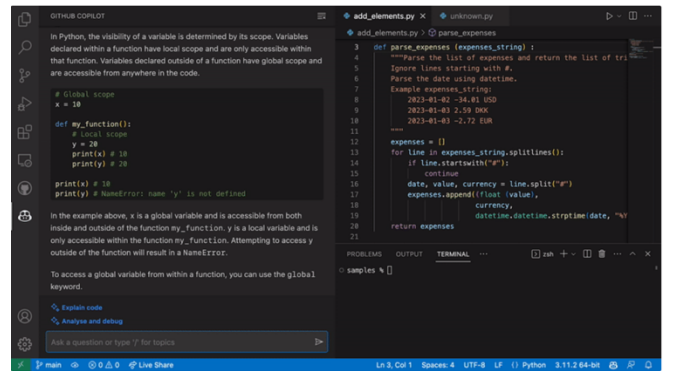 GITHUB COPILOT
In Python, the visibility of a variable is determined by its scope. Variables
declared within a function have local scope and are only accessible within
that function. Variables declared outside of a function have global scope and
are accessible from anywhere in the code.
# Global scope
x = 10
def my_function():
# Local scope
y = 20
print(x) # 10
print(y) # 20
print(x) # 10
print(y) # NameError: name 'y' is not defined
In the example above, x is a global variable and is accessible from both
inside and outside of the function my_function. y is a local variable and is
only accessible within the function my_function. Attempting to access y
outside of the function will result in a NameError.
To access a global variable from within a function, you can use the global
keyword.
Explain code
Analyse and debug
Ask a question or type '/' for topics
add_elements.py
unknown.py
add_elements.py > parse_expenses
3 def parse_expenses (expenses_string) :
4 """Parse the list of expenses and return the list of tri
5 Ignore lines starting with #.
6 Parse the date using datetime.
7 Example expenses_string:
8 2023-01-02 -34.01 USD
9 2023-01-03 2.59 DKK
10 2023-01-03 -2.72 EUR
11 """
12 expenses = []
13 for line in expenses_string.splitlines():
14 if line.startswith("#"):
15 continue
16 date, value, currency = line.split("#")
17 expenses.append((float (value),
18 currency,
19 datetime.datetime.strptime(date, "%Y
20 return expenses
21
PROBLEMS OUTPUT TERMINAL ··· zsh
samples %
main 0 0 Live Share Ln 3, Col 1 Spaces: 4 UTF-8 LF () Python 3.11.2 64-bit